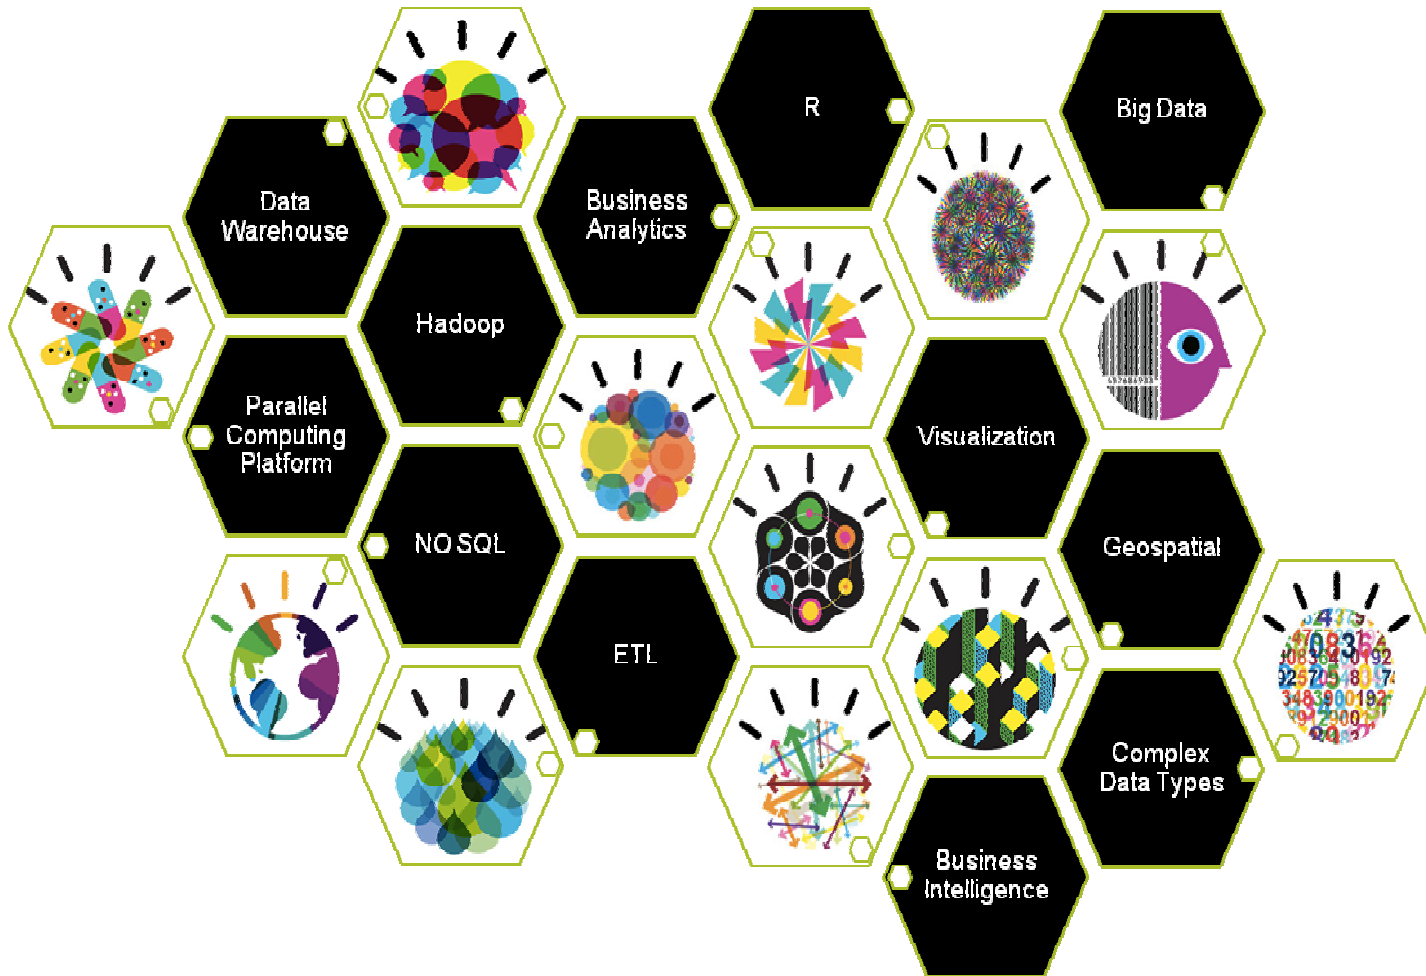 R
Big Data
Data
Warehouse
Business
Analytics
Hadoop
Parallel
Computing
Platform
Visualization
NO SQL
Geospatial
ETL
Complex
Data Types
Business
Intelligence